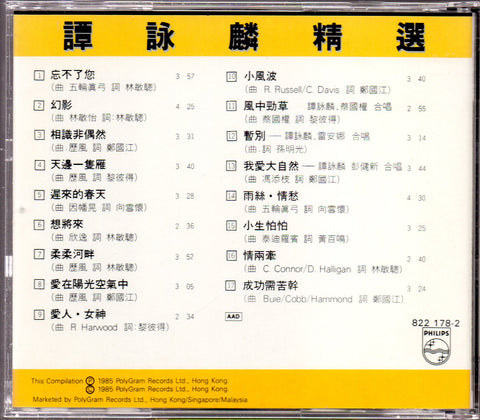 譚詠麟精選
1 忘不了您 3 57
(曲 五輪眞弓 詞 林敏驄)
2 幻影 4 25
(曲 林敏怡 詞:林敏驄)
3 相識非偶然 3 31
(曲:歷風 詞 鄭國江)
4 天邊一隻雁 3 40
(曲 歷風 詞 黎彼得)
5 遲來的春天 3 28
(曲 因幡晃 詞 向雪懷)
6 想將來 2 36
(曲 欣逸 詞 林敏驄)
7 柔柔河畔 3 52
(曲 歷風 詞 林敏驄)
8 愛在陽光空氣中 3 05
(曲 歷風 詞 鄭國江)
9 愛人・女神 2 34
(曲 R Harwood 詞:黎彼得)
10 小風波 3 40
(曲 R. Russell/C. Davis 詞 鄭國江)
11 風中勁草 譚詠麟, 蔡國權 合唱 2 55
(曲 蔡國權 詞 黎彼得)
12 暫別 — 譚詠麟, 雷安娜 合唱 3 14
(曲.詞 孫明光)
13 我愛大自然 — 譚詠麟 彭健新 合唱 3 44
(曲 馮添枝 詞 鄭國江)
14 雨絲・情愁 4 30
(曲 五輪眞弓 詞 向雪懷)
15 小生怕怕 3 25
(曲 泰迪羅賓 詞 黃百鳴)
16 情兩牽 2 40
(曲 C. Connor/D. Halligan 詞 林敏驄)
17 成功需苦幹 3 24
(曲 Buie/Cobb/Hammond 詞 鄭國江)
AAD
822 178-2
PHILIPS
This Compilation Ⓟ 1985 PolyGram Records Ltd., Hong Kong.
© 1985 PolyGram Records Ltd., Hong Kong.
Marketed by PolyGram Records Ltd., Hong Kong/Singapore/Malaysia